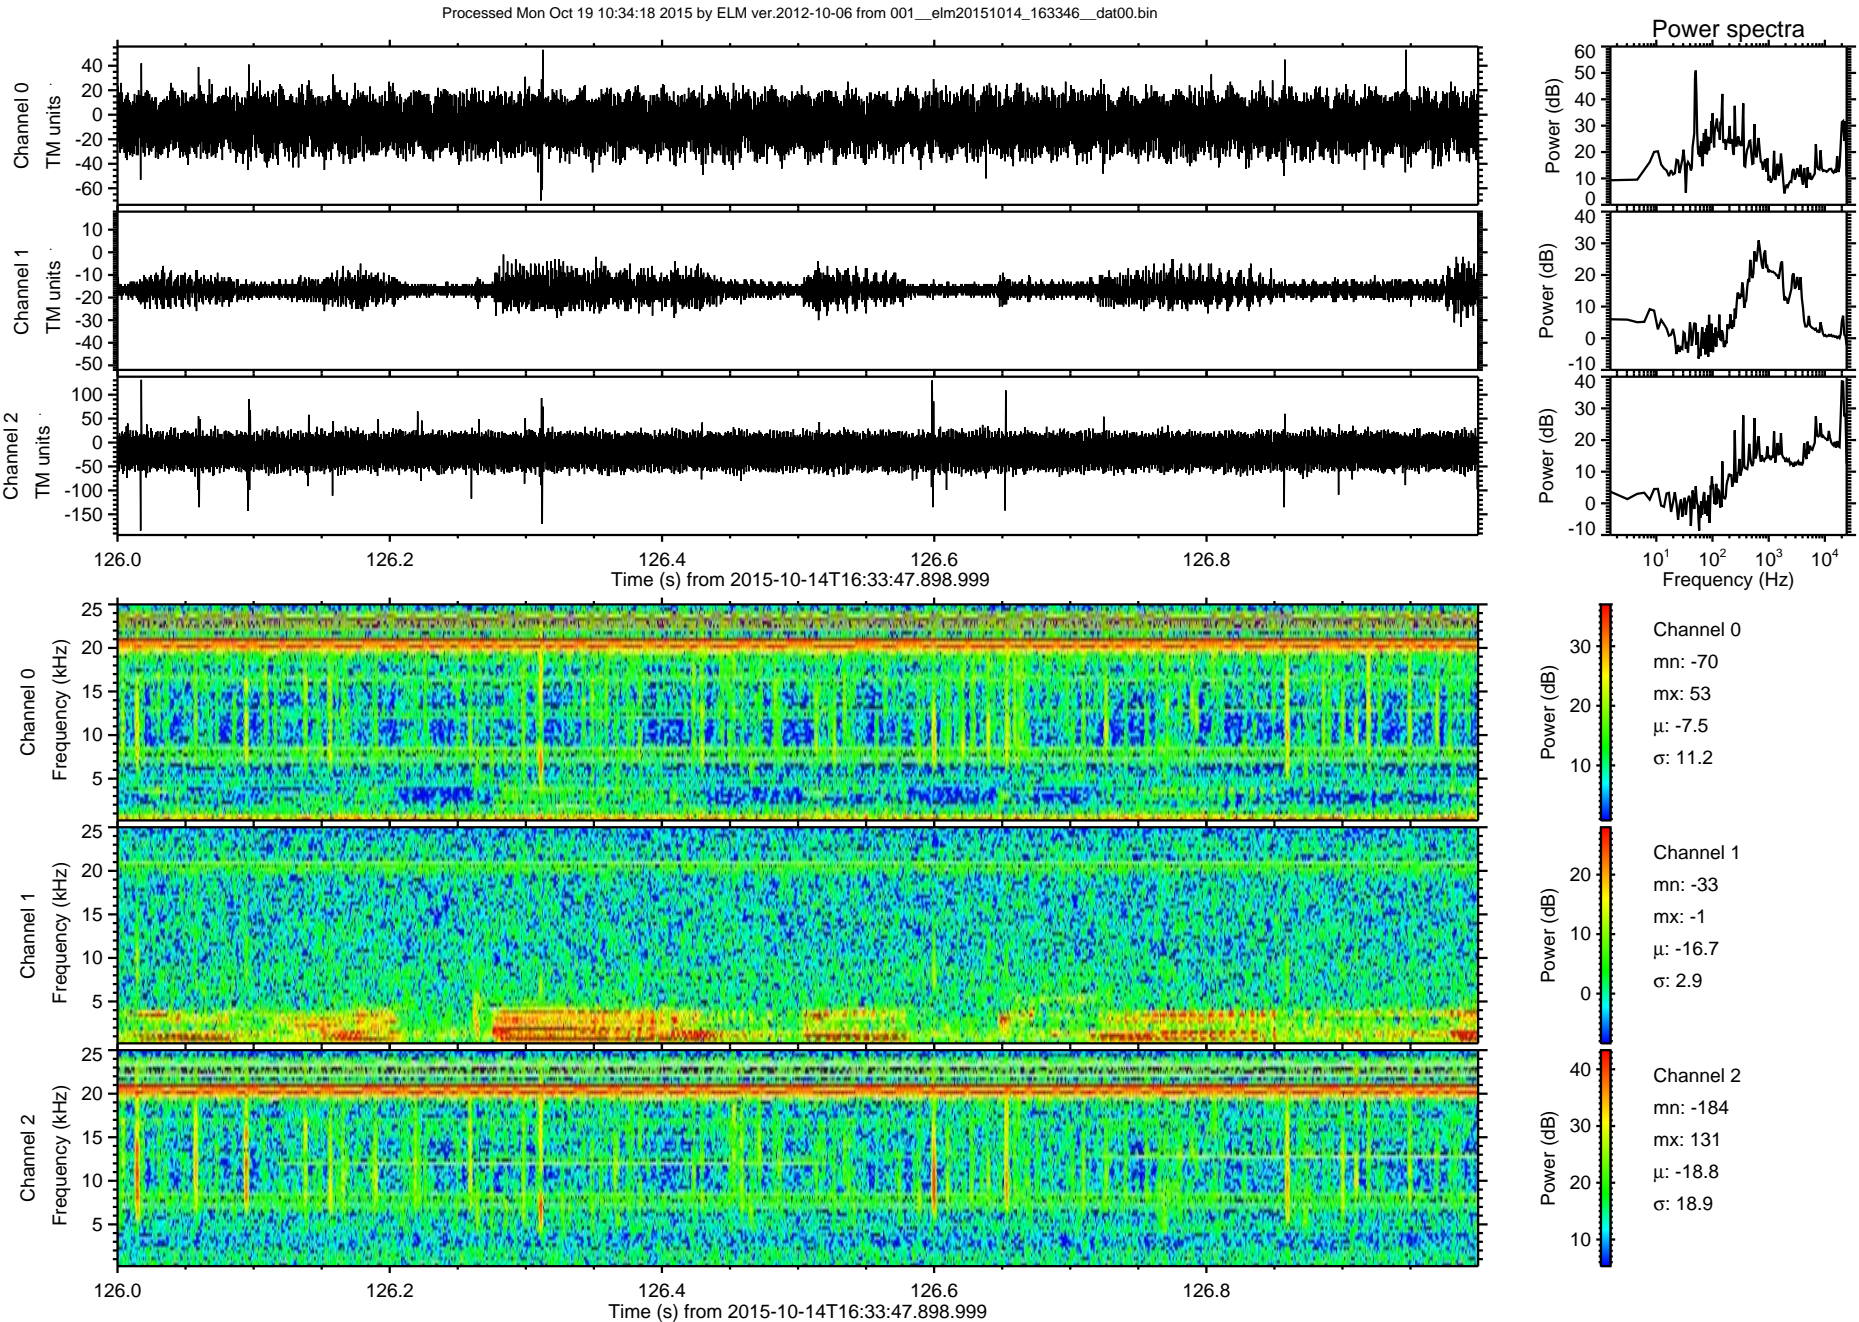 Processed Mon Oct 19 10:34:18 2015 by ELM ver.2012-10-06 from 001__elm20151014_163346__dat00.bin
Power spectra
Channel 0
TM units
40
20
0
-20
-40
-60
Power (dB)
60
50
40
30
20
10
0
Channel 1
TM units
10
0
-10
-20
-30
-40
-50
Power (dB)
40
30
20
10
0
-10
Channel 2
TM units
100
50
0
-50
-100
-150
Power (dB)
40
30
20
10
0
-10
126.0 126.2 126.4 126.6 126.8
Time (s) from 2015-10-14T16:33:47.898.999
10¹ 10² 10³ 10⁴
Frequency (Hz)
Channel 0
Frequency (kHz)
25
20
15
10
5
Power (dB)
30
20
10
Channel 0
mn: -70
mx: 53
µ: -7.5
σ: 11.2
Channel 1
Frequency (kHz)
25
20
15
10
5
Power (dB)
20
10
0
Channel 1
mn: -33
mx: -1
µ: -16.7
σ: 2.9
Channel 2
Frequency (kHz)
25
20
15
10
5
Power (dB)
40
30
20
10
Channel 2
mn: -184
mx: 131
µ: -18.8
σ: 18.9
126.0 126.2 126.4 126.6 126.8
Time (s) from 2015-10-14T16:33:47.898.999